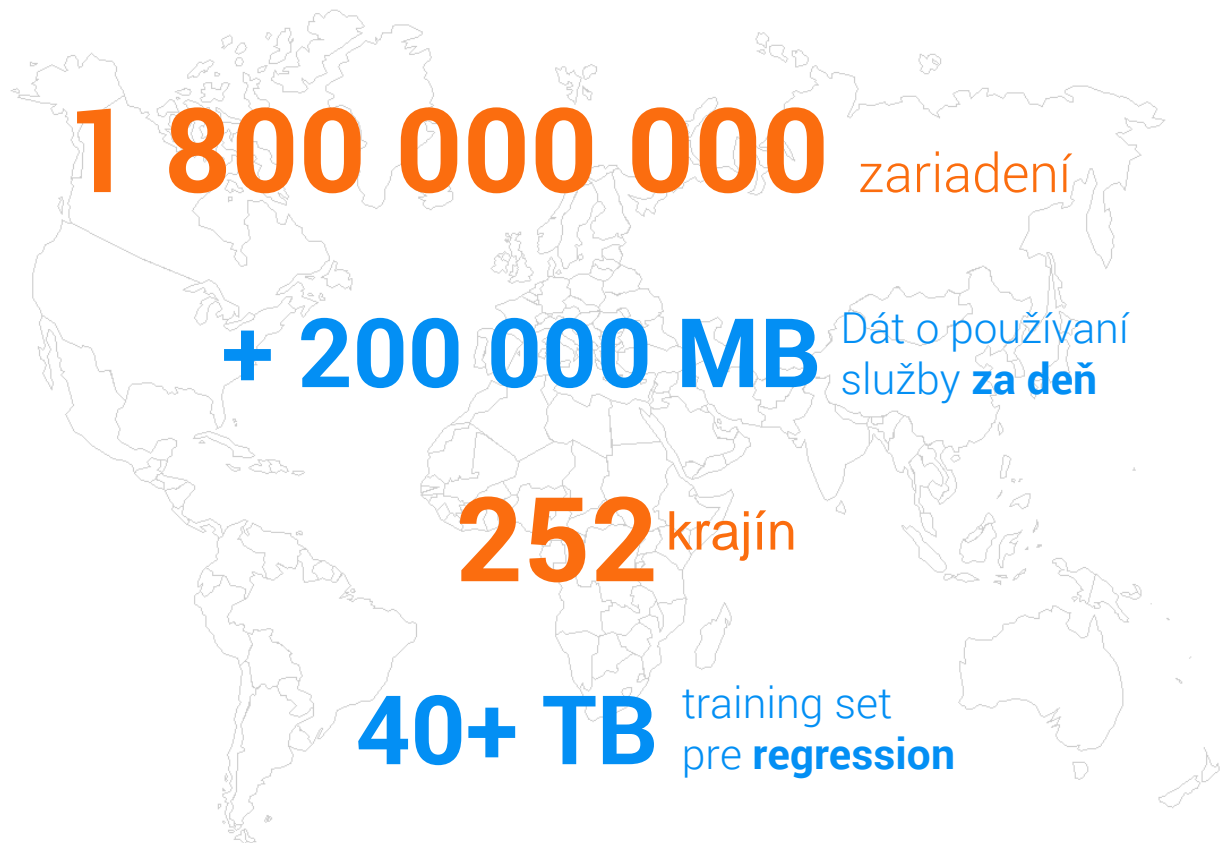 1 800 000 000 zariadení
+ 200 000 MB Dát o používaní
služby za deň
252 krajín
40+ TB training set
pre regression